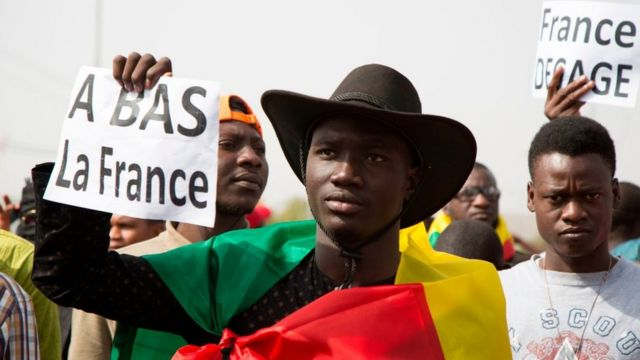 A BAS
La France
France
DEGAGE
SCOU